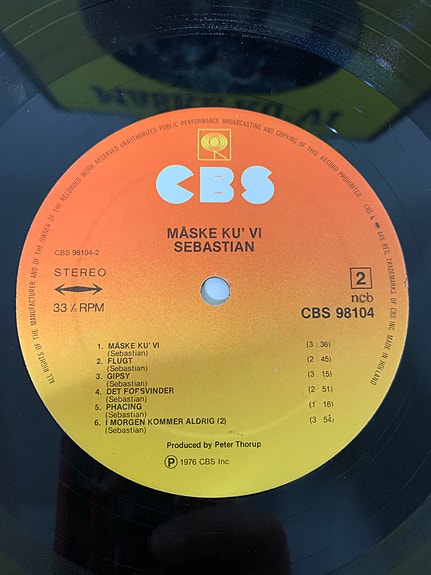 ALL RIGHTS OF THE MANUFACTURER AND OF THE OWNER OF THE RECORDED WORK RESERVED UNAUTHORIZED PUBLIC PERFORMANCE BROADCASTING AND COPYING OF THIS RECORD PROHIBITED
CBS & ARE REG. TRADEMARKS OF CBS INC. MADE IN HOLLAND
CBS
MÅSKE KU' VI
SEBASTIAN
CBS 98104-2
STEREO
33⅓ RPM
2
ncb
CBS 98104
1. MÅSKE KU' VI (3:36)
(Sebastian)
2. FLUGT (2:45)
(Sebastian)
3. GIPSY (3:15)
(Sebastian)
4. DET FORSVINDER (2:51)
(Sebastian)
5. PHACING (1:16)
(Sebastian)
6. I MORGEN KOMMER ALDRIG (2) (3:54)
(Sebastian)
Produced by Peter Thorup
℗ 1976 CBS Inc